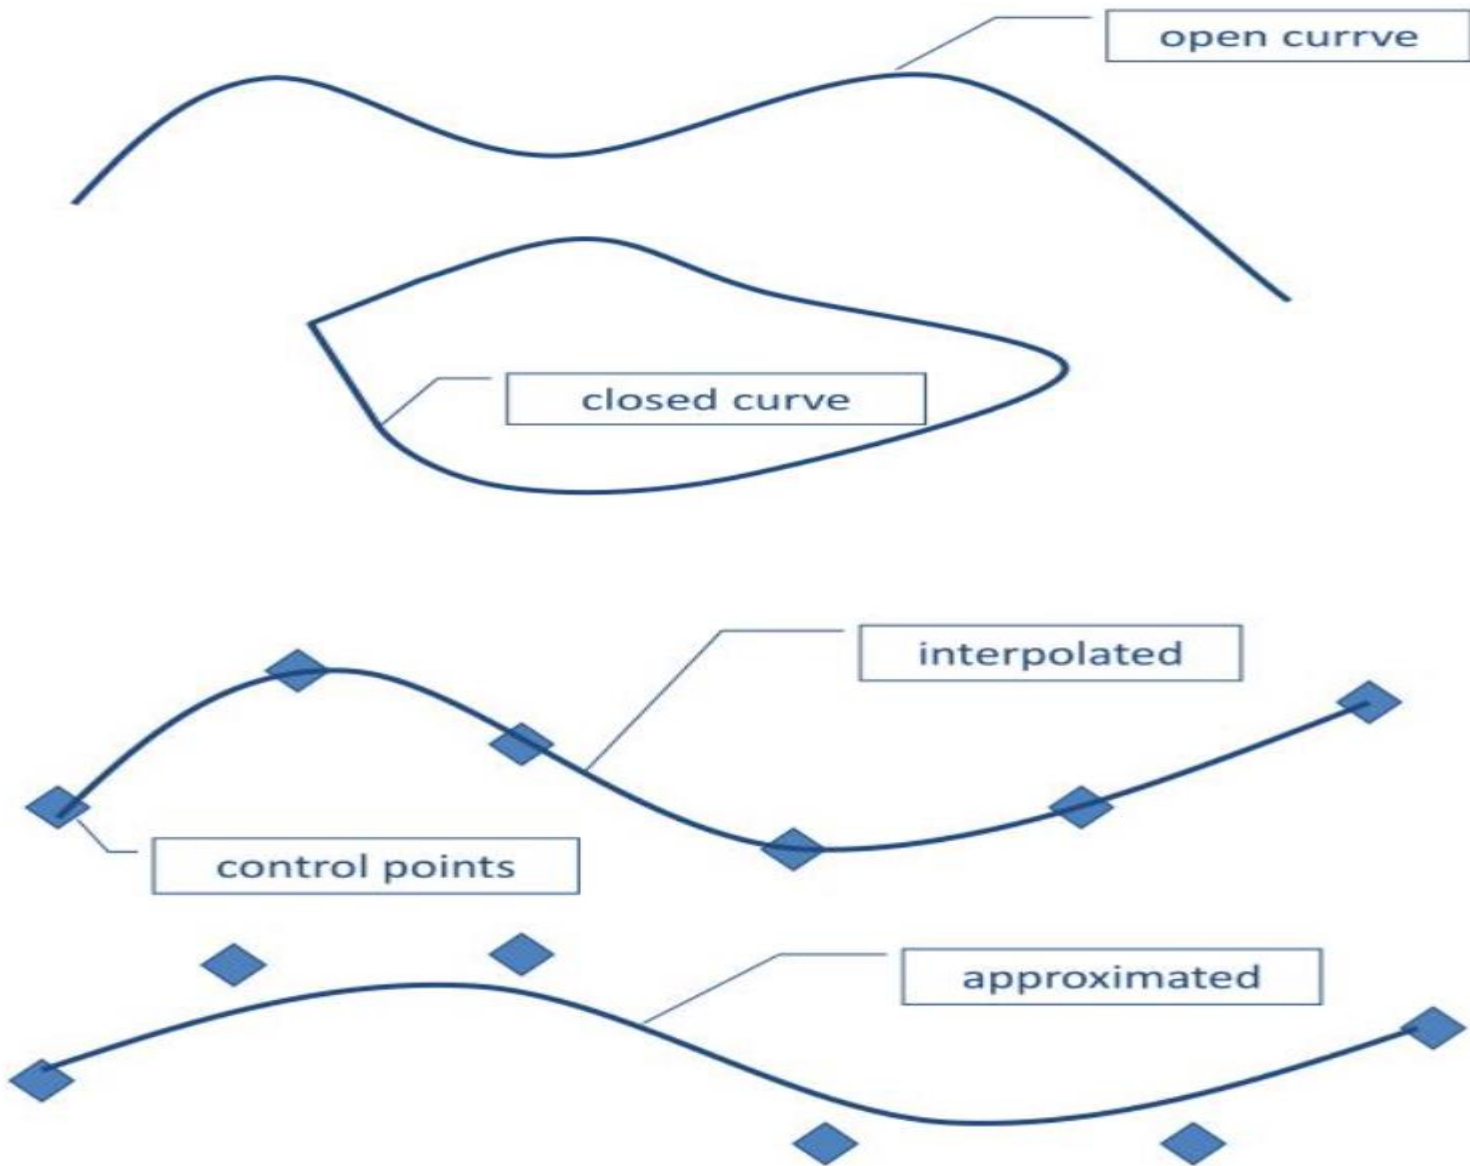 open currve
closed curve
interpolated
control points
approximated